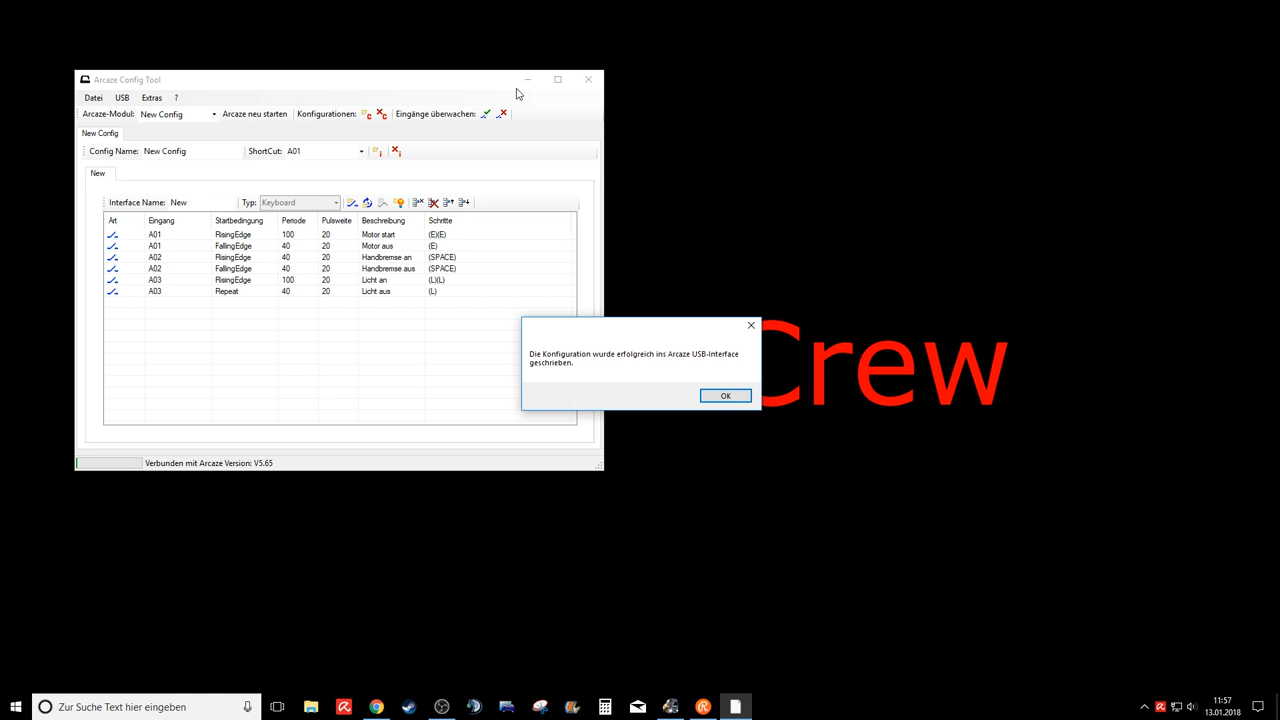 Arcaze Config Tool
Datei USB Extras ?
Arcaze-Modul: New Config Arcaze neu starten Konfigurationen: Eingänge überwachen:
New Config
Config Name: New Config ShortCut: A01
New
Interface Name: New Typ: Keyboard
Art Eingang Startbedingung Periode Pulsweite Beschreibung Schritte
A01 RisingEdge 100 20 Motor start (E)(E)
A01 FallingEdge 40 20 Motor aus (E)
A02 RisingEdge 40 20 Handbremse an (SPACE)
A02 FallingEdge 40 20 Handbremse aus (SPACE)
A03 RisingEdge 100 20 Licht an (L)(L)
A03 Repeat 40 20 Licht aus (L)
Die Konfiguration wurde erfolgreich ins Arcaze USB-Interface
geschrieben.
OK
Crew
Verbunden mit Arcaze Version: V5.65
Zur Suche Text hier eingeben
11:57
13.01.2018